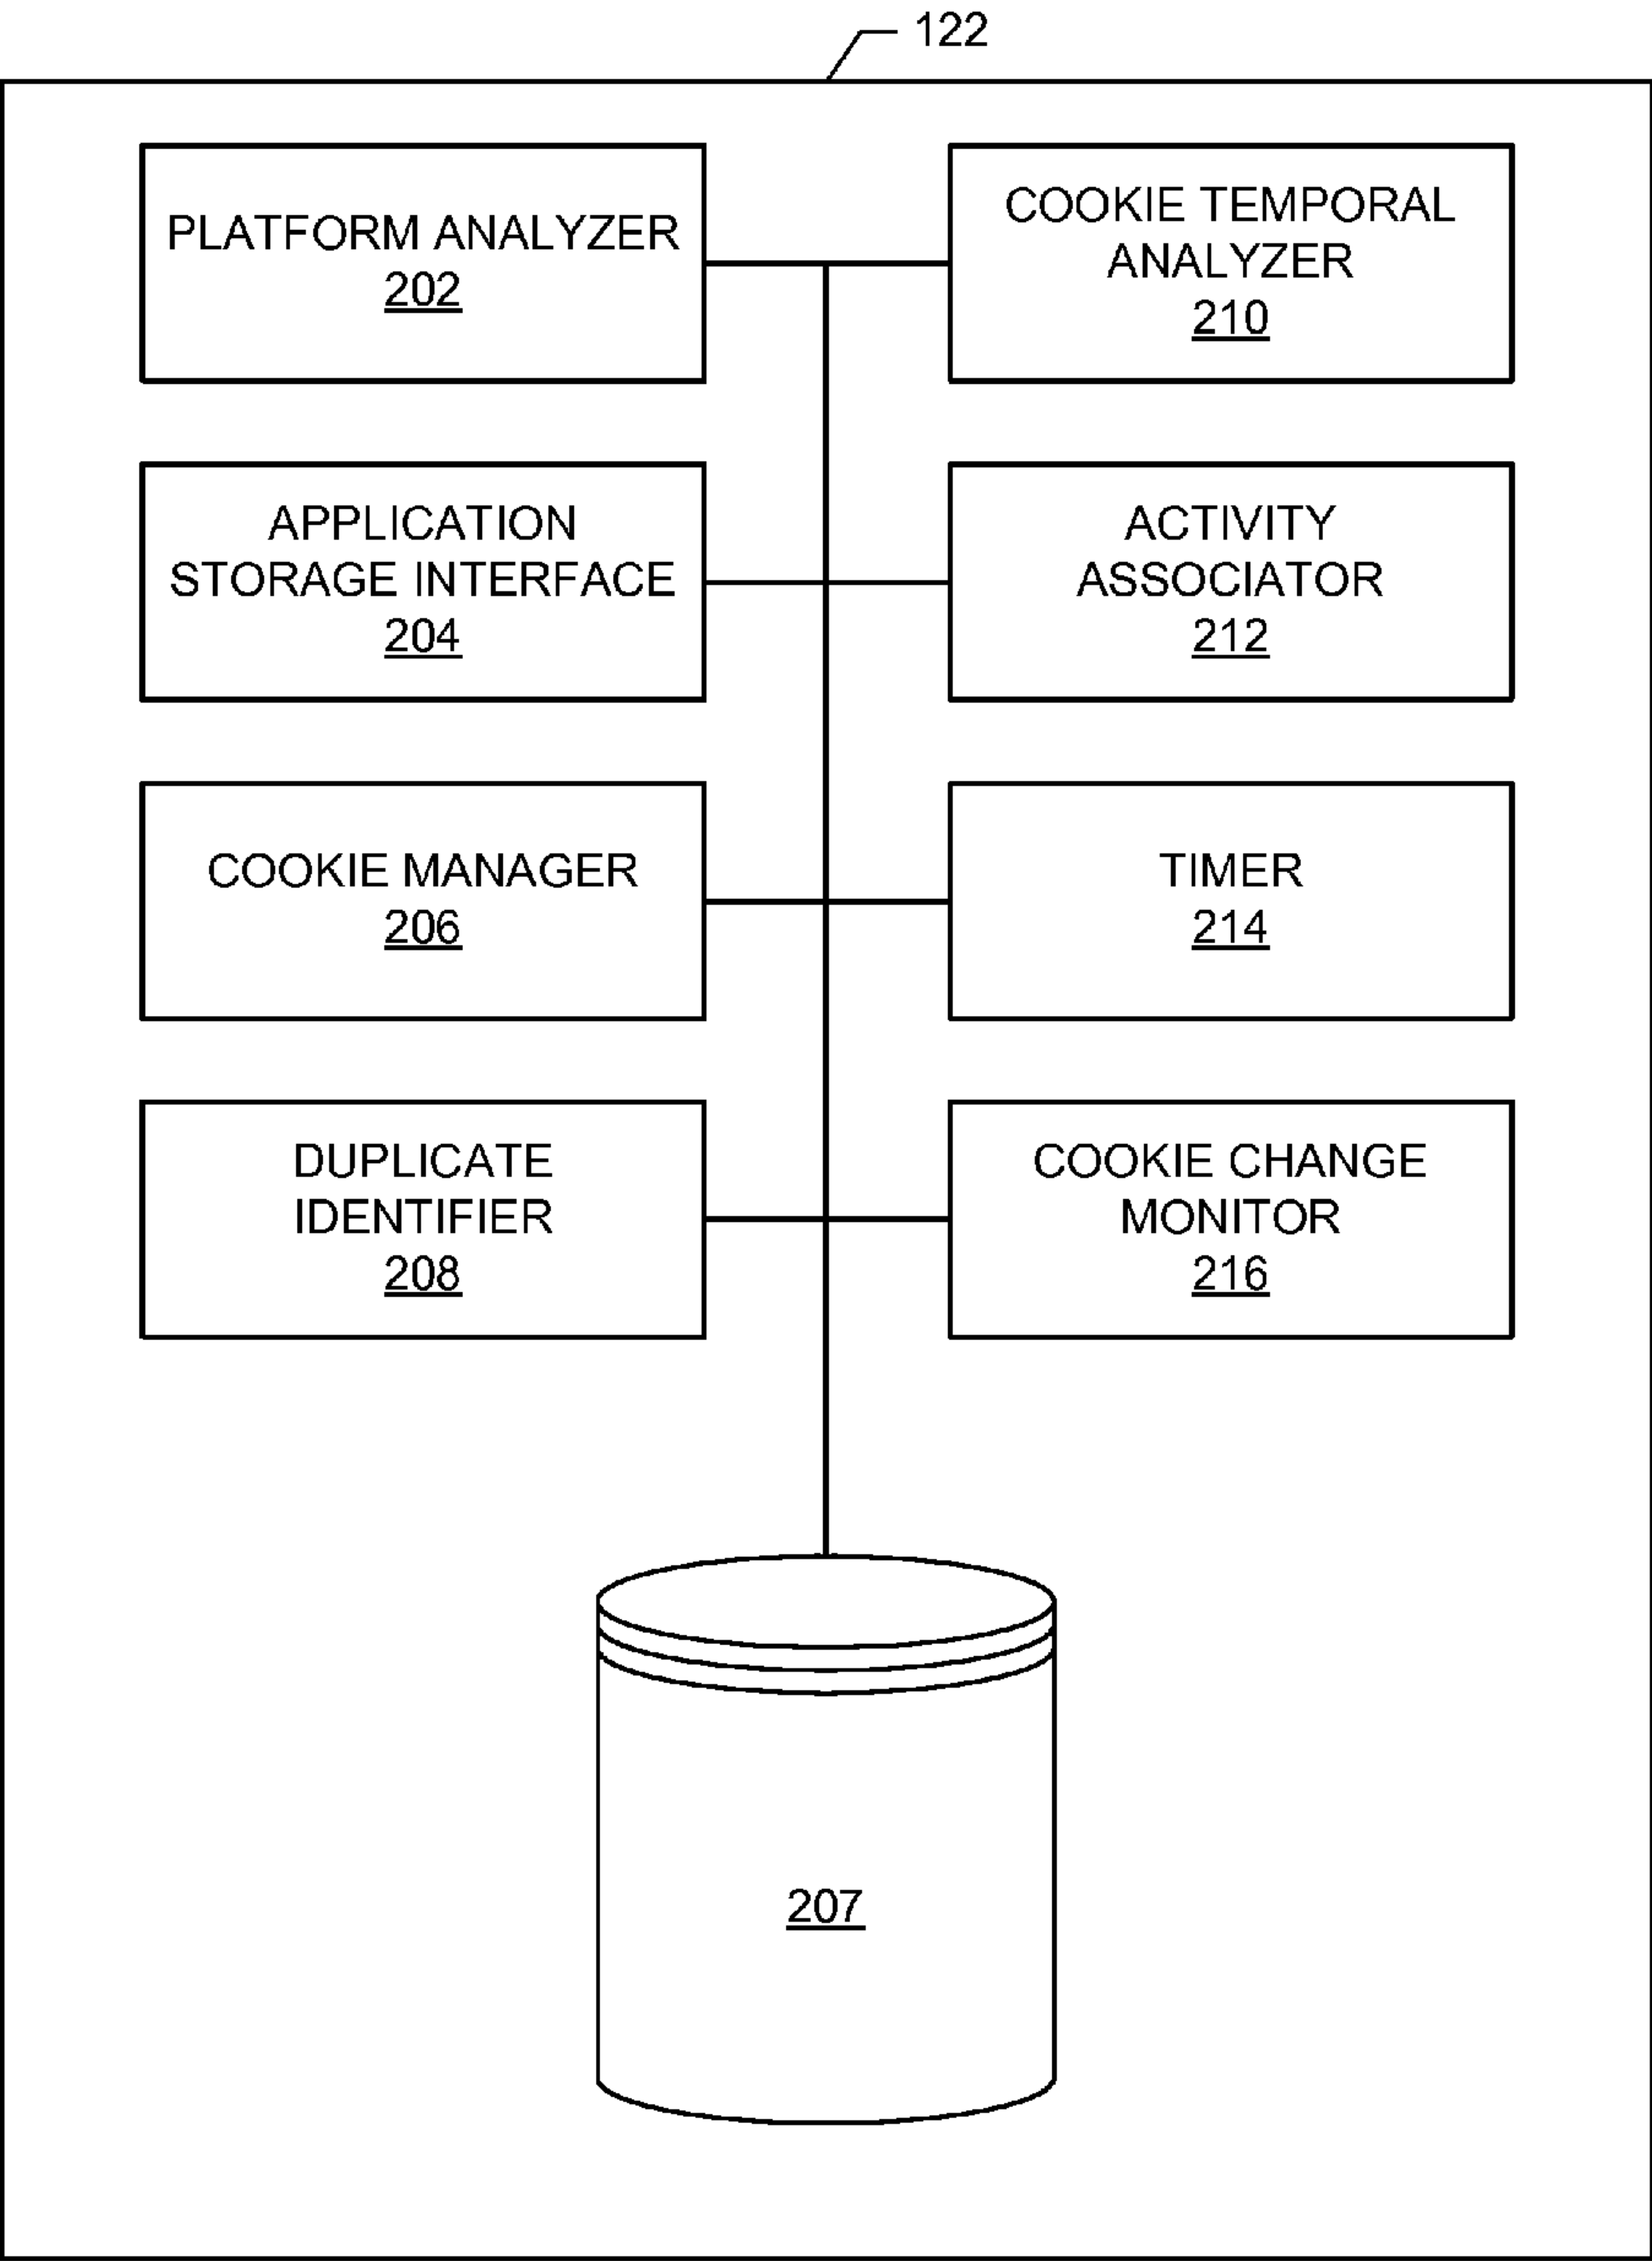 122
PLATFORM ANALYZER
202
COOKIE TEMPORAL
ANALYZER
210
APPLICATION
STORAGE INTERFACE
204
ACTIVITY
ASSOCIATOR
212
COOKIE MANAGER
206
TIMER
214
DUPLICATE
IDENTIFIER
208
COOKIE CHANGE
MONITOR
216
207